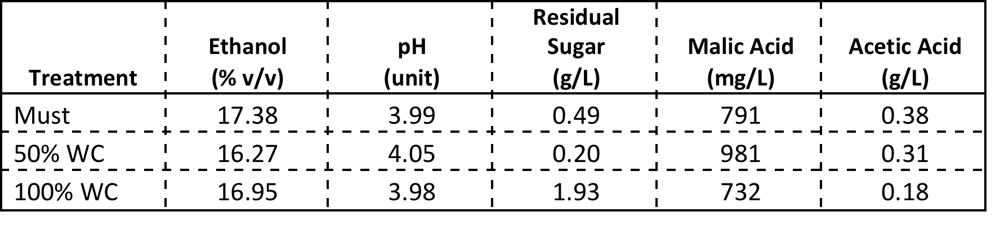 Treatment Ethanol (% v/v) pH (unit) Residual Sugar (g/L) Malic Acid (mg/L) Acetic Acid (g/L)
Must 17.38 3.99 0.49 791 0.38
50% WC 16.27 4.05 0.20 981 0.31
100% WC 16.95 3.98 1.93 732 0.18